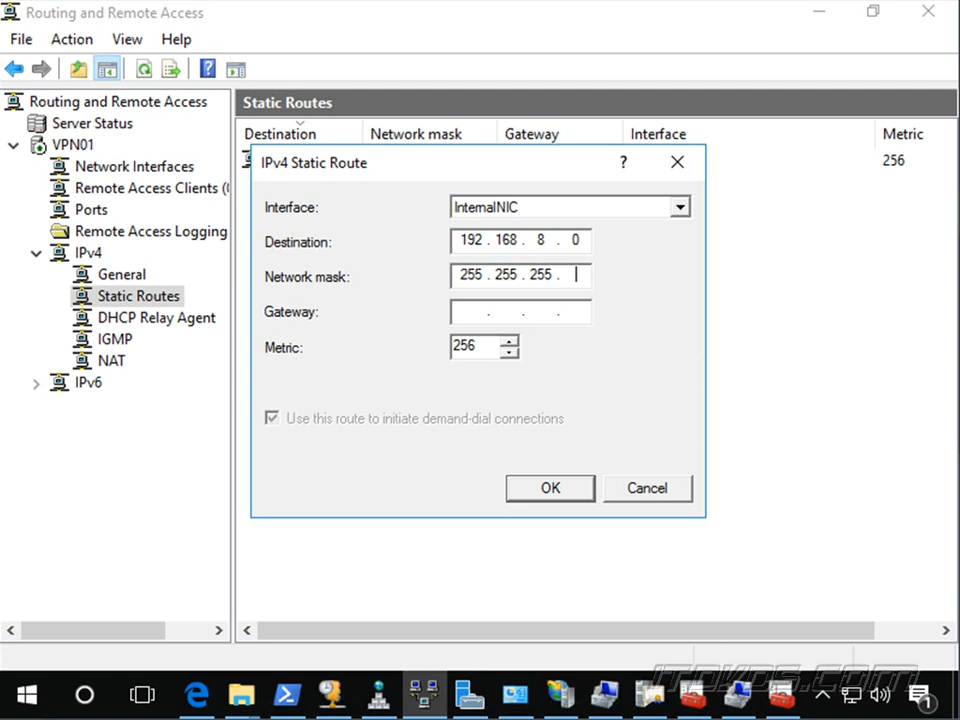 Routing and Remote Access
File Action View Help
Routing and Remote Access
Server Status
VPN01
Network Interfaces
Remote Access Clients (
Ports
Remote Access Logging
IPv4
General
Static Routes
DHCP Relay Agent
IGMP
NAT
IPv6
Static Routes
Destination Network mask Gateway Interface Metric
256
IPv4 Static Route
Interface: InternalNIC
Destination: 192 . 168 . 8 . 0
Network mask: 255 . 255 . 255 .
Gateway: . . .
Metric: 256
Use this route to initiate demand-dial connections
OK Cancel
1